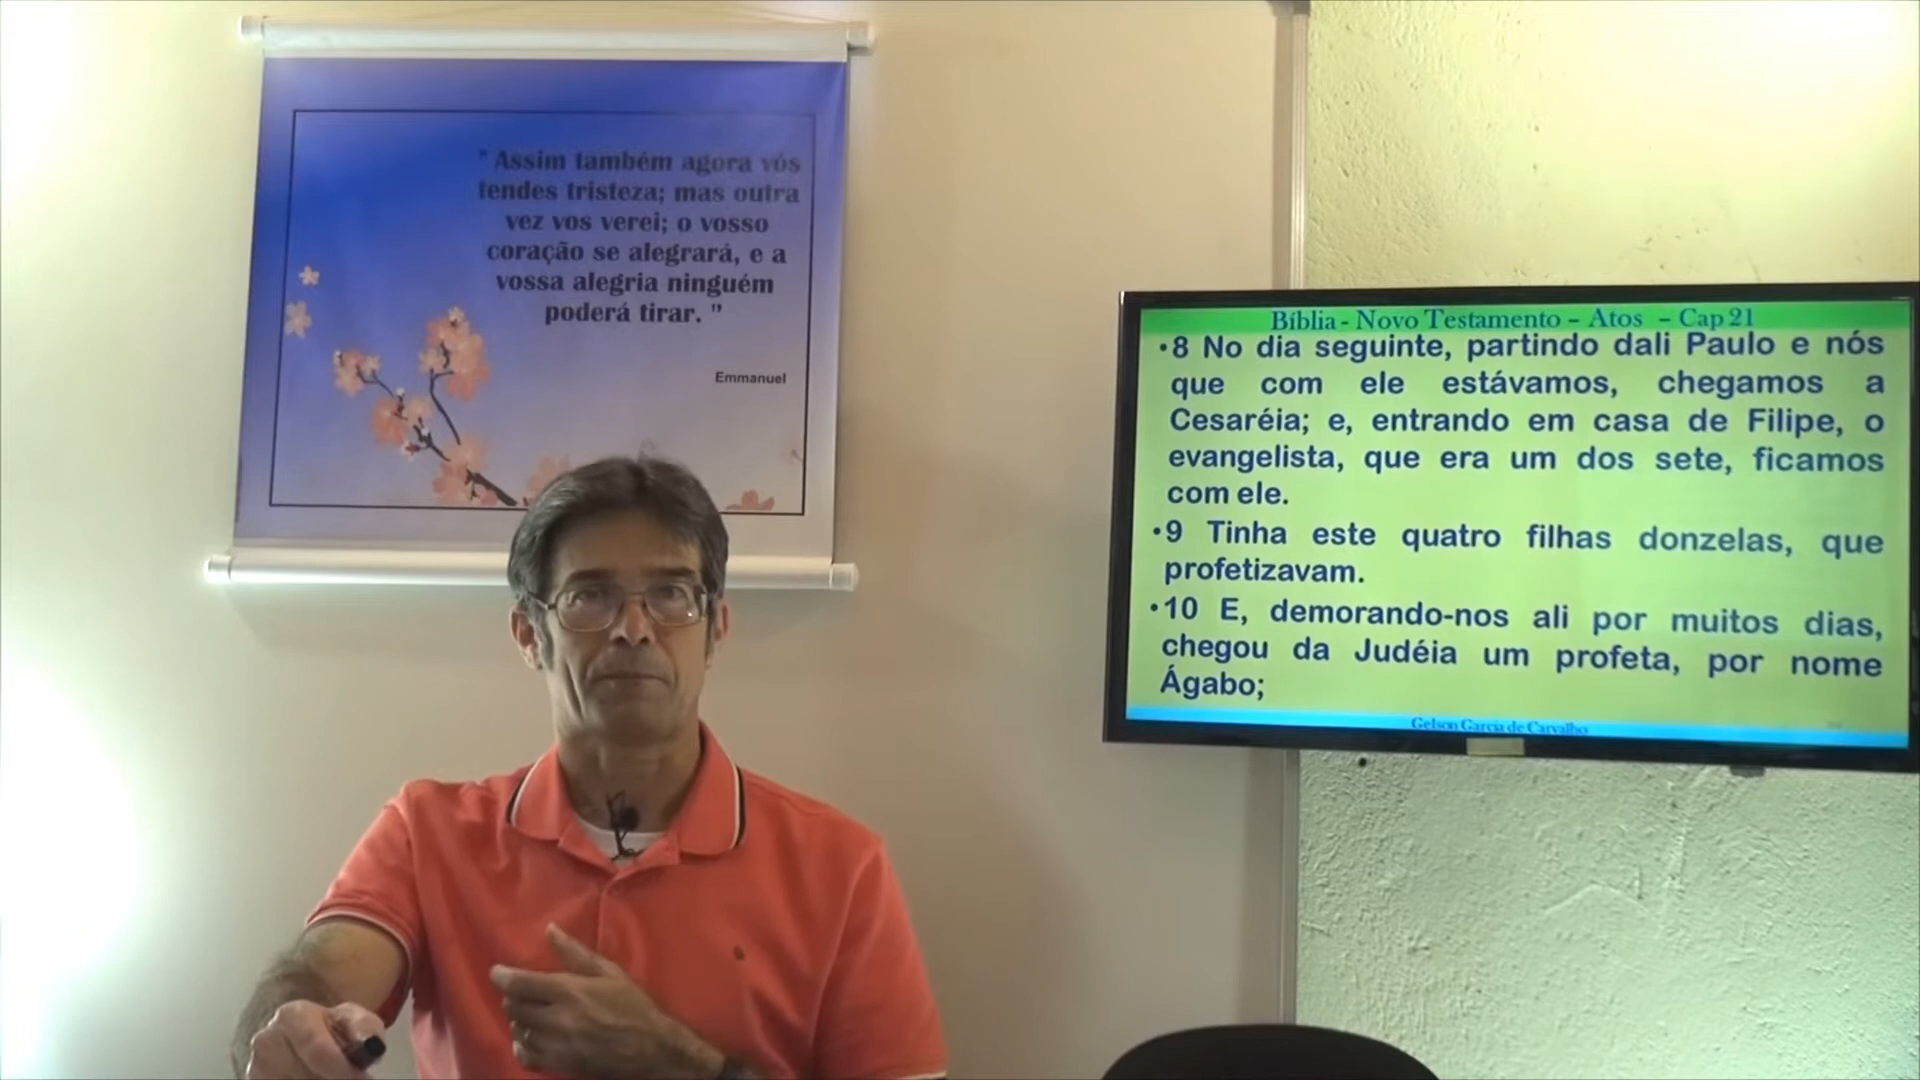 " Assim também agora vós
tendes tristeza; mas outra
vez vos verei; o vosso
coração se alegrará, e a
vossa alegria ninguém
poderá tirar. "
Emmanuel
Bíblia - Novo Testamento – Atos – Cap 21
•8 No dia seguinte, partindo dali Paulo e nós
que com ele estávamos, chegamos a
Cesaréia; e, entrando em casa de Filipe, o
evangelista, que era um dos sete, ficamos
com ele.
•9 Tinha este quatro filhas donzelas, que
profetizavam.
•10 E, demorando-nos ali por muitos dias,
chegou da Judéia um profeta, por nome
Ágabo;
Gelson Garcia de Carvalho